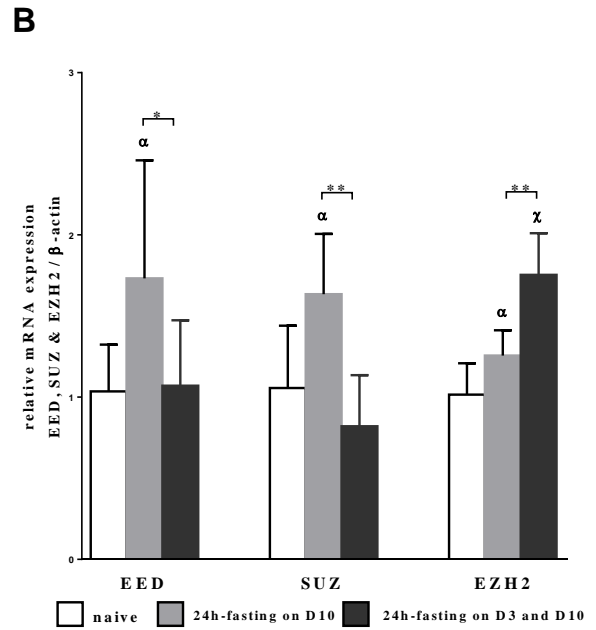 B
3
*
α
**
**
α
χ
2
relative mRNA expression
EED, SUZ & EZH2 / β-actin
α
1
0
EED SUZ EZH2
naive 24h-fasting on D10 24h-fasting on D3 and D10